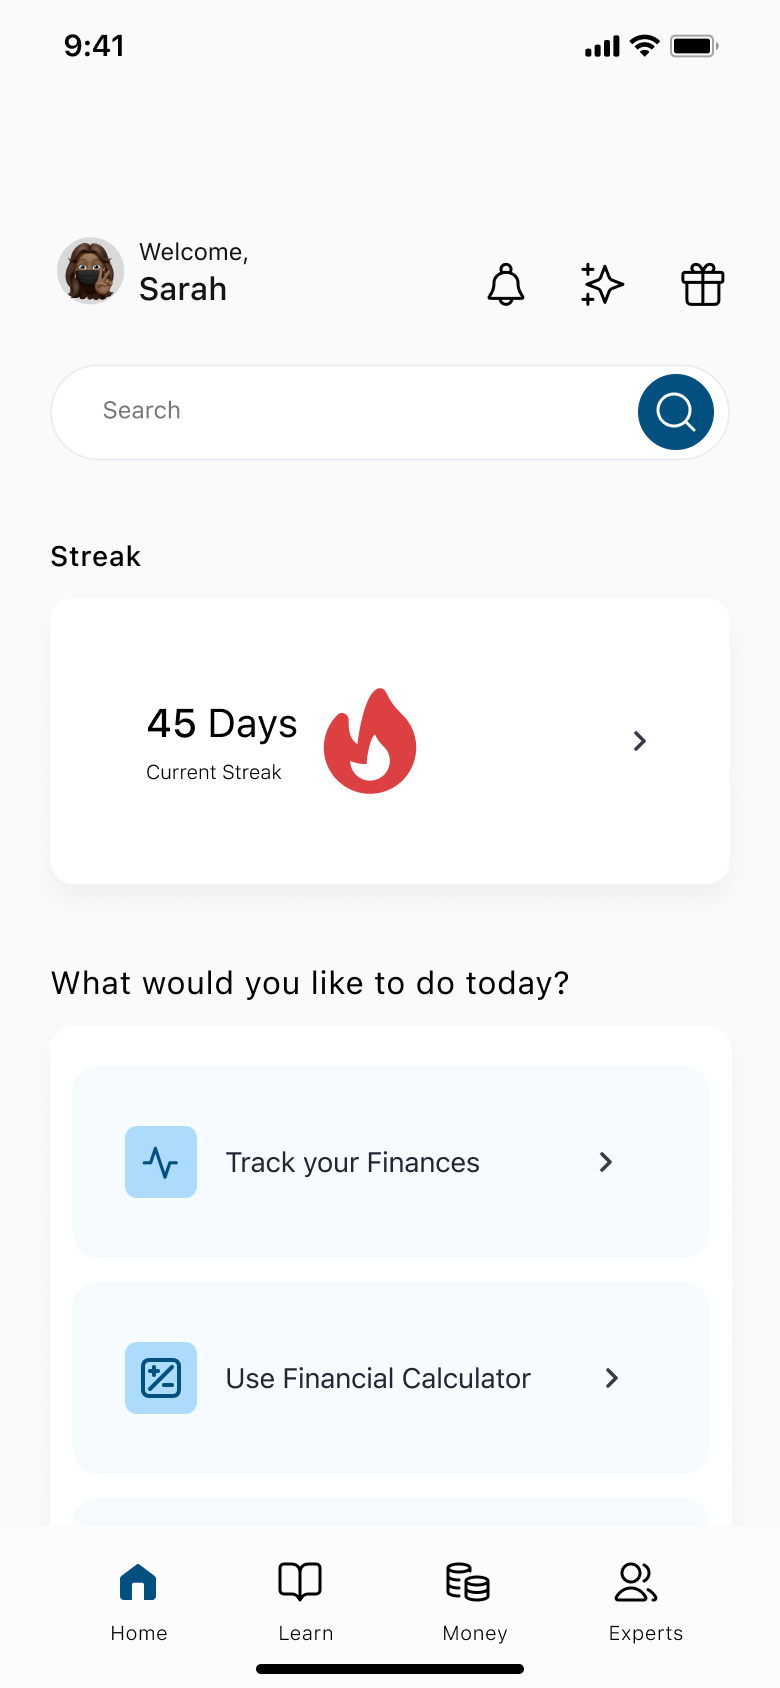 9:41
Welcome,
Sarah
Search
Streak
45 Days
Current Streak
What would you like to do today?
Track your Finances
Use Financial Calculator
Home
Learn
Money
Experts